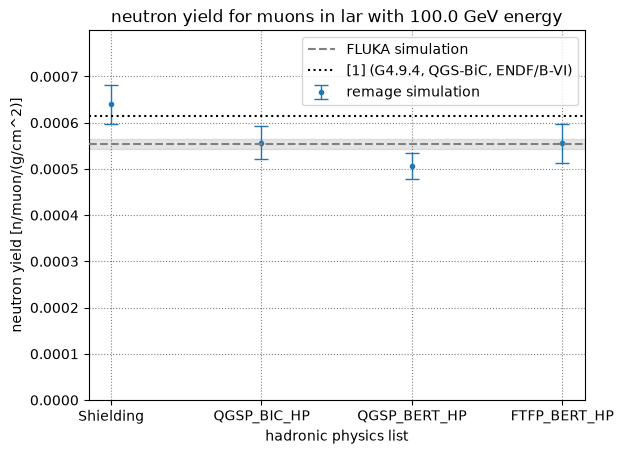 neutron yield for muons in lar with 100.0 GeV energy
FLUKA simulation
[1] (G4.9.4, QGS-BiC, ENDF/B-VI)
remage simulation
neutron yield [n/muon/(g/cm^2)]
0.0007
0.0006
0.0005
0.0004
0.0003
0.0002
0.0001
0.0000
Shielding QGSP_BIC_HP QGSP_BERT_HP FTFP_BERT_HP
hadronic physics list